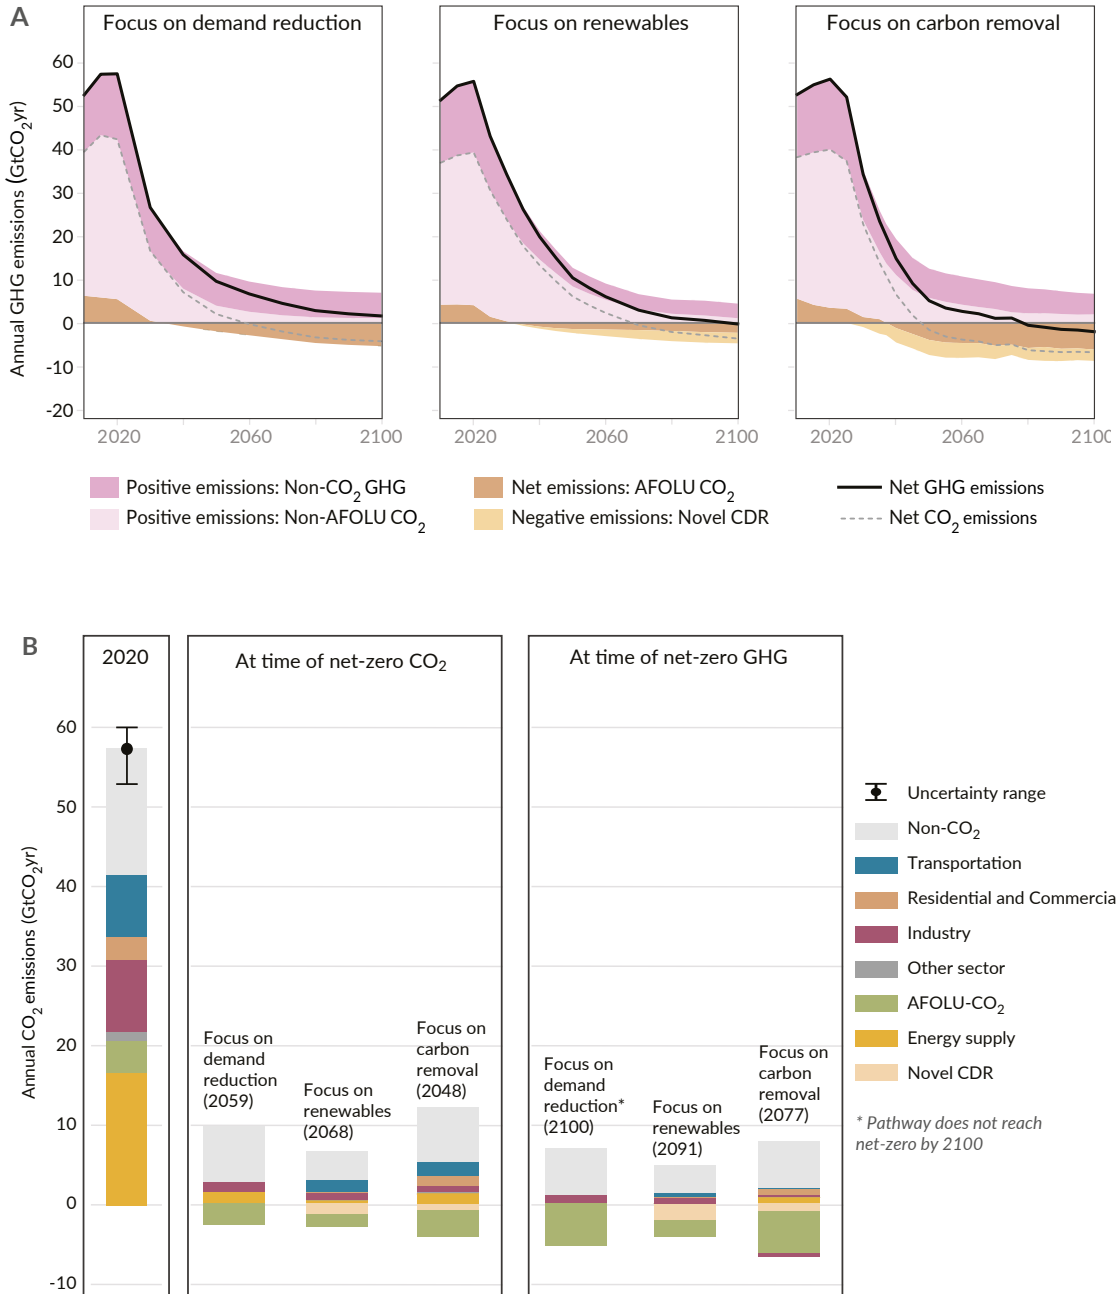 A
Focus on demand reduction
Focus on renewables
Focus on carbon removal
Annual GHG emissions (GtCO2yr)
60
50
40
30
20
10
0
-10
-20
2020
2060
2100
2020
2060
2100
2020
2060
2100
Positive emissions: Non-CO2 GHG
Positive emissions: Non-AFOLU CO2
Net emissions: AFOLU CO2
Negative emissions: Novel CDR
Net GHG emissions
Net CO2 emissions
B
2020
At time of net-zero CO2
At time of net-zero GHG
Annual CO2 emissions (GtCO2yr)
60
50
40
30
20
10
0
-10
Focus on
demand
reduction
(2059)
Focus on
renewables
(2068)
Focus on
carbon
removal
(2048)
Focus on
demand
reduction*
(2100)
Focus on
renewables
(2091)
Focus on
carbon
removal
(2077)
Uncertainty range
Non-CO2
Transportation
Residential and Commercia
Industry
Other sector
AFOLU-CO2
Energy supply
Novel CDR
* Pathway does not reach
net-zero by 2100